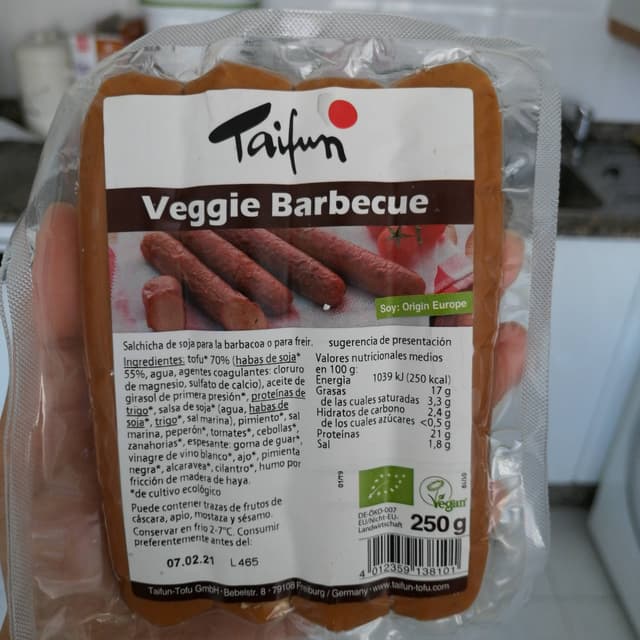 Taifun
Veggie Barbecue
Soy: Origin Europe
Salchicha de soja para la barbacoa o para freir.
Ingredientes: tofu* 70% (habas de soja*
55%, agua, agentes coagulantes: cloruro
de magnesio, sulfato de calcio), aceite de
girasol de primera presión*, proteínas de
trigo*, salsa de soja* (agua, habas de
soja*, trigo*, sal marina), pimiento*, sal
marina, peperón*, tomates*, cebollas*,
zanahorias*, espesante: goma de guar*,
vinagre de vino blanco*, ajo*, pimienta
negra*, alcaravea*, cilantro*, humo por
fricción de madera de haya.
*de cultivo ecológico
Puede contener trazas de frutos de
cáscara, apio, mostaza y sésamo.
Conservar en frio 2-7°C. Consumir
preferentemente antes del:
07.02.21 L465
sugerencia de presentación
Valores nutricionales medios
en 100 g:
Energia 1039 kJ (250 kcal)
Grasas 17 g
de las cuales saturadas 3,3 g
Hidratos de carbono 2,4 g
de los cuales azúcares <0,5 g
Proteínas 21 g
Sal 1,8 g
01/19
Vegan
DE-ÖKO-007
EU/Nicht-EU-
Landwirtschaft
250 g
4 012359 138101
Taifun-Tofu GmbH · Bebelstr. 8 · 79108 Freiburg / Germany · www.taifun-tofu.com